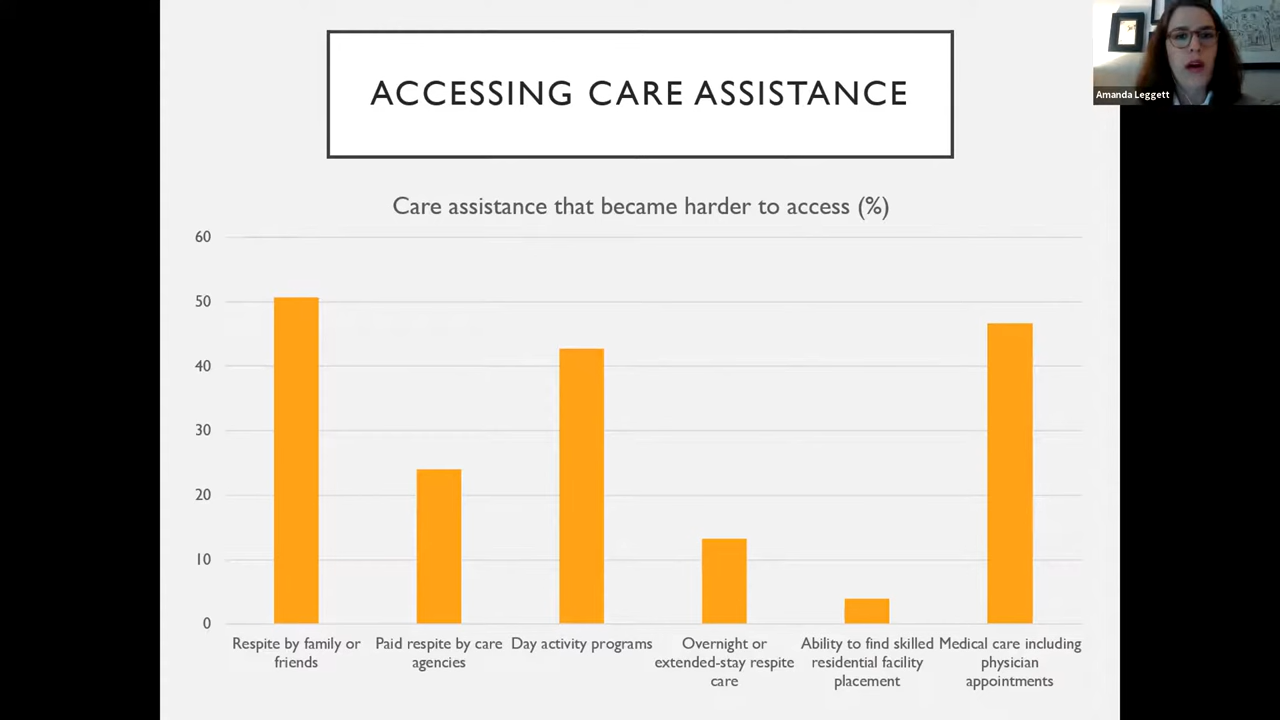 ACCESSING CARE ASSISTANCE
Amanda Leggett
Care assistance that became harder to access (%)
60
50
40
30
20
10
0
Respite by family or
friends
Paid respite by care
agencies
Day activity programs
Overnight or
extended-stay respite
care
Ability to find skilled
residential facility
placement
Medical care including
physician
appointments